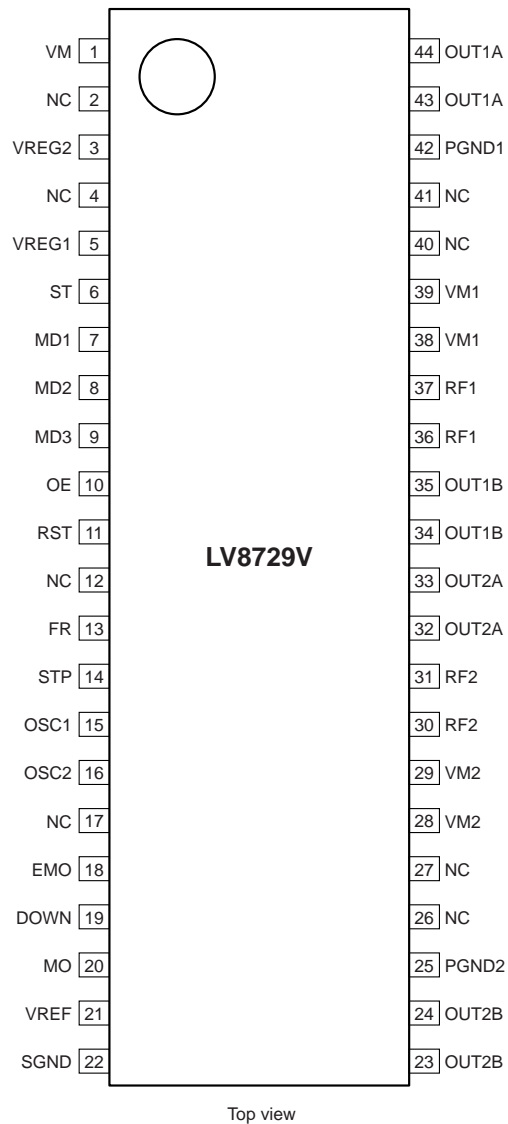 VM 1 44 OUT1A
NC 2 43 OUT1A
VREG2 3 42 PGND1
NC 4 41 NC
VREG1 5 40 NC
ST 6 39 VM1
MD1 7 38 VM1
MD2 8 37 RF1
MD3 9 36 RF1
OE 10 35 OUT1B
RST 11 34 OUT1B
LV8729V
NC 12 33 OUT2A
FR 13 32 OUT2A
STP 14 31 RF2
OSC1 15 30 RF2
OSC2 16 29 VM2
NC 17 28 VM2
EMO 18 27 NC
DOWN 19 26 NC
MO 20 25 PGND2
VREF 21 24 OUT2B
SGND 22 23 OUT2B
Top view